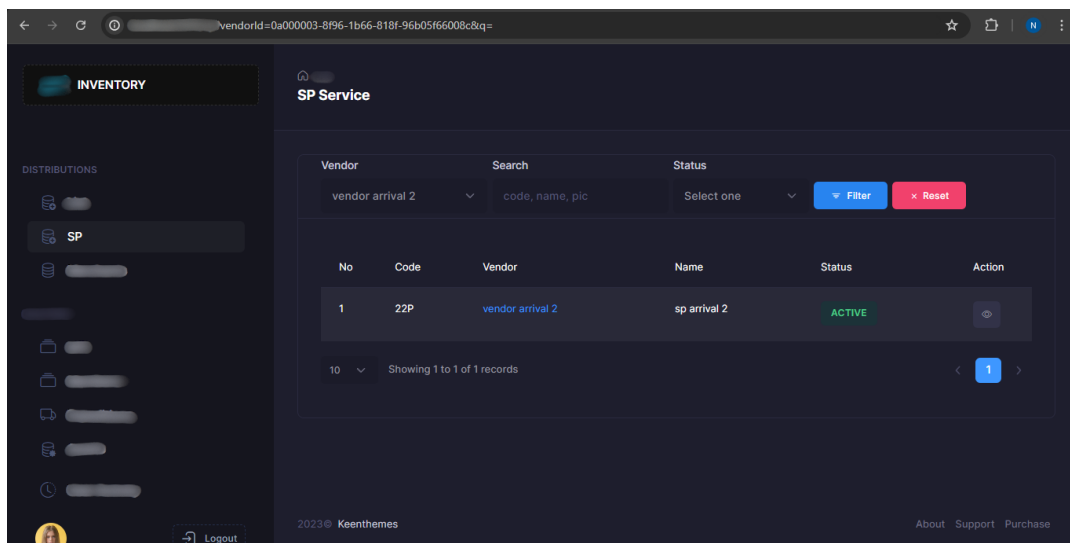 vendorId=0a000003-8f96-1b66-818f-96b05f66008c&q=
N
INVENTORY
SP Service
DISTRIBUTIONS
SP
Vendor Search Status
vendor arrival 2 code, name, pic Select one Filter × Reset
No Code Vendor Name Status Action
1 22P vendor arrival 2 sp arrival 2 ACTIVE
10 Showing 1 to 1 of 1 records 1
Logout
2023© Keenthemes About Support Purchase